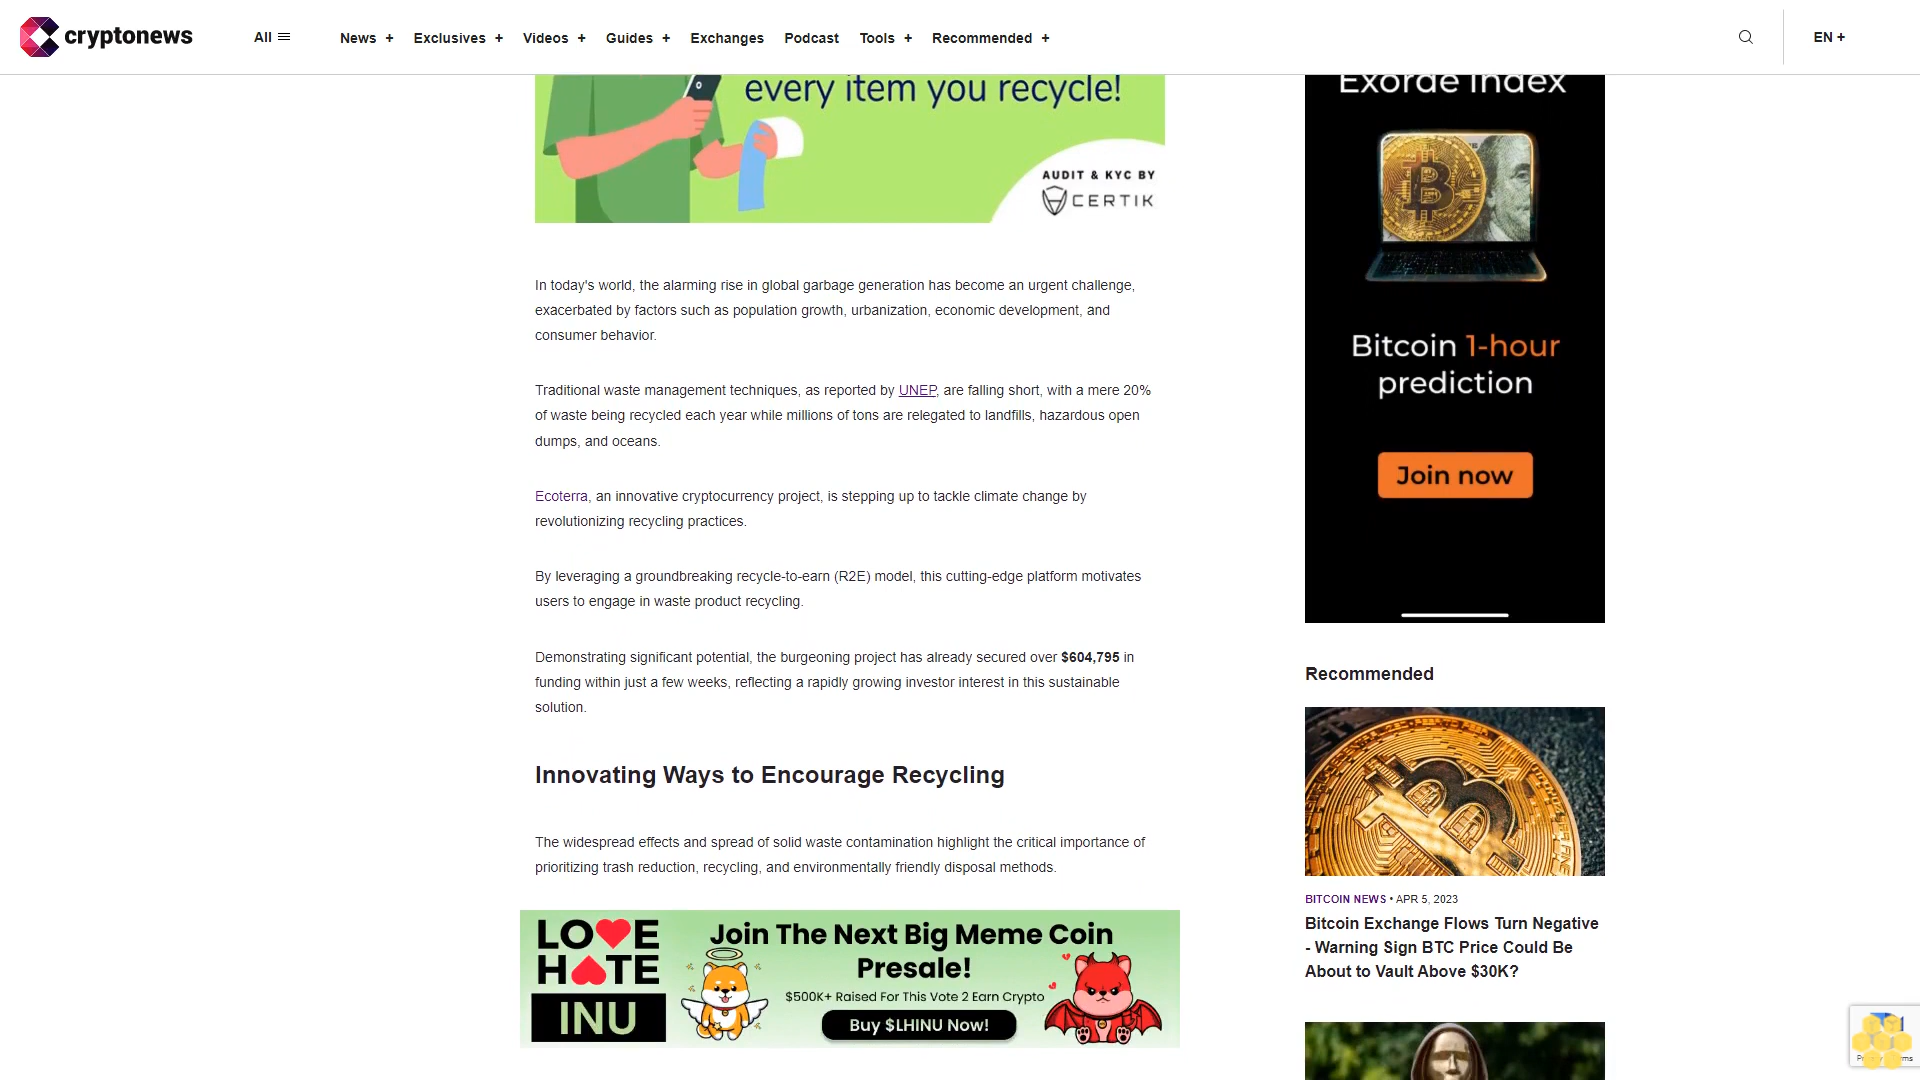 cryptonews
All
News +
Exclusives +
Videos +
Guides +
Exchanges
Podcast
Tools +
Recommended +
EN +
every item you recycle!
AUDIT & KYC BY
CERTIK
In today's world, the alarming rise in global garbage generation has become an urgent challenge,
exacerbated by factors such as population growth, urbanization, economic development, and
consumer behavior.
Traditional waste management techniques, as reported by UNEP, are falling short, with a mere 20%
of waste being recycled each year while millions of tons are relegated to landfills, hazardous open
dumps, and oceans.
Ecoterra, an innovative cryptocurrency project, is stepping up to tackle climate change by
revolutionizing recycling practices.
By leveraging a groundbreaking recycle-to-earn (R2E) model, this cutting-edge platform motivates
users to engage in waste product recycling.
Demonstrating significant potential, the burgeoning project has already secured over $604,795 in
funding within just a few weeks, reflecting a rapidly growing investor interest in this sustainable
solution.
Innovating Ways to Encourage Recycling
The widespread effects and spread of solid waste contamination highlight the critical importance of
prioritizing trash reduction, recycling, and environmentally friendly disposal methods.
LOVE
HATE
INU
Join The Next Big Meme Coin
Presale!
$500K+ Raised For This Vote 2 Earn Crypto
Buy $LHINU Now!
Exorde Index
Bitcoin 1-hour
prediction
Join now
Recommended
BITCOIN NEWS • APR 5, 2023
Bitcoin Exchange Flows Turn Negative
- Warning Sign BTC Price Could Be
About to Vault Above $30K?